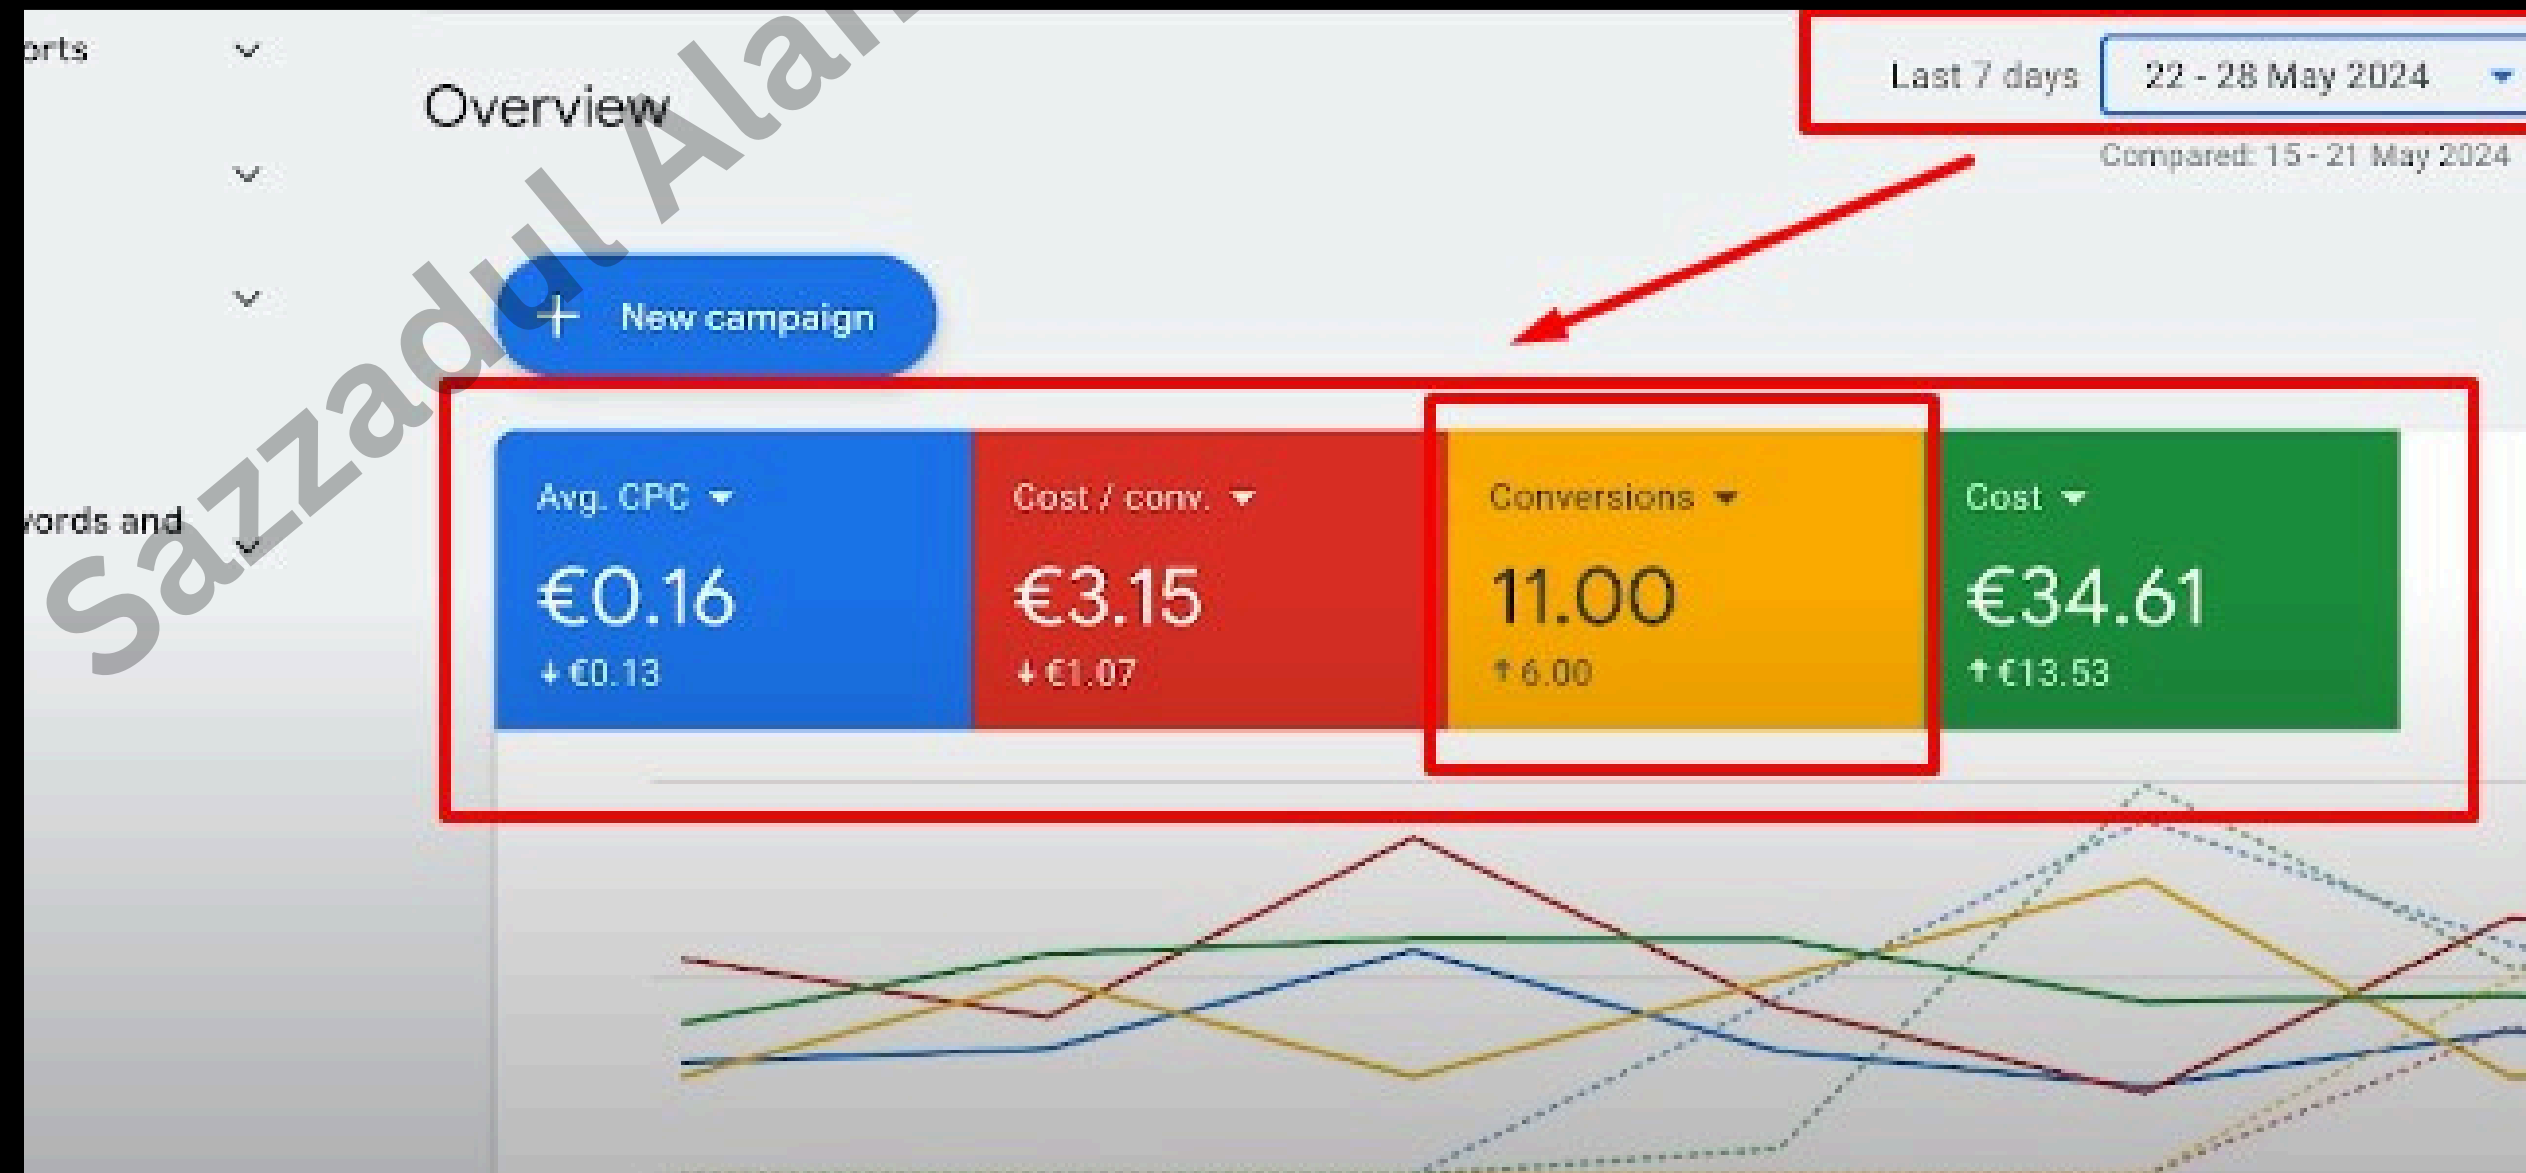 orts
Overview
Last 7 days
22 - 28 May 2024
Compared: 15 - 21 May 2024
New campaign
words and
Avg. CPC
€0.16
↓ €0.13
Cost / conv.
€3.15
↓ €1.07
Conversions
11.00
↑ 6.00
Cost
€34.61
↑ €13.53
Sazzadul Alam